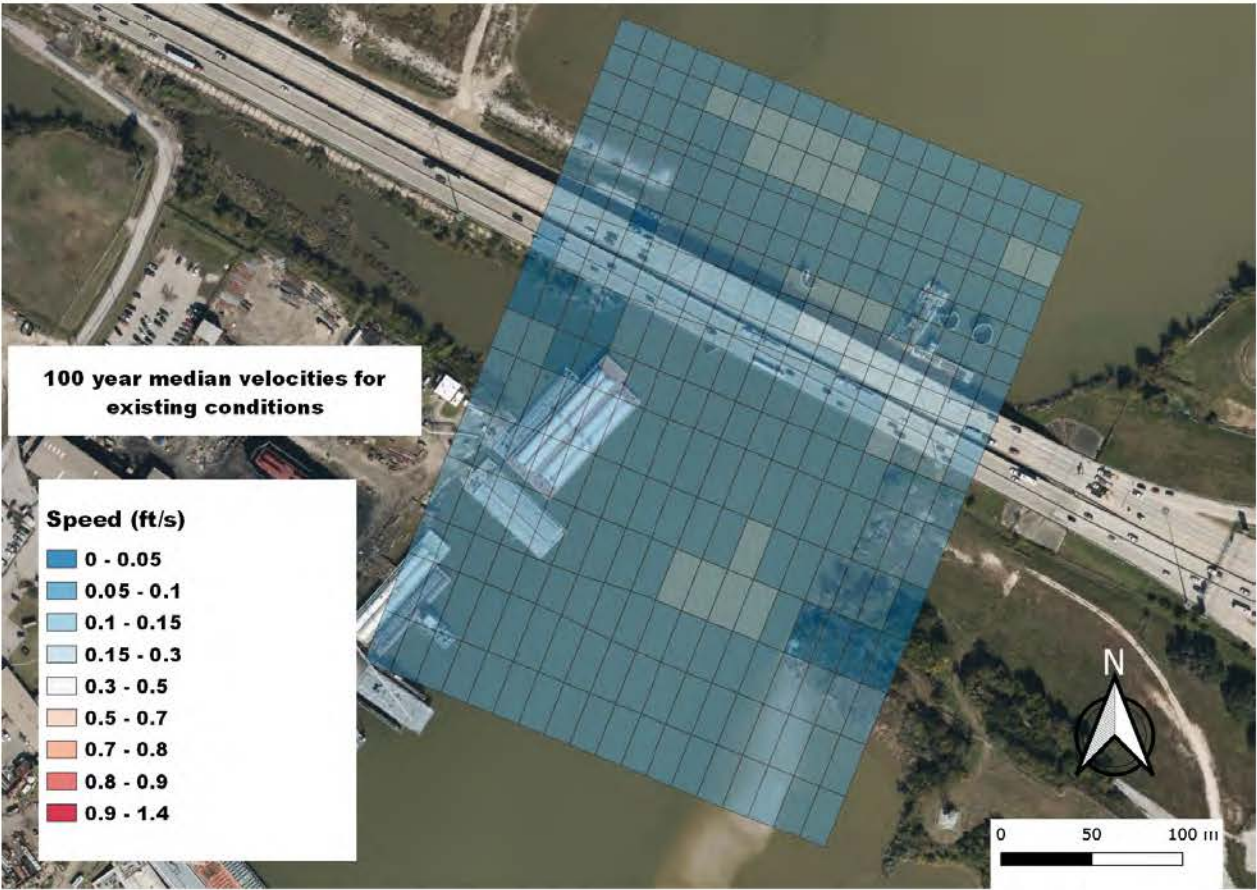 100 year median velocities for
existing conditions
Speed (ft/s)
0 - 0.05
0.05 - 0.1
0.1 - 0.15
0.15 - 0.3
0.3 - 0.5
0.5 - 0.7
0.7 - 0.8
0.8 - 0.9
0.9 - 1.4
N
0 50 100 m